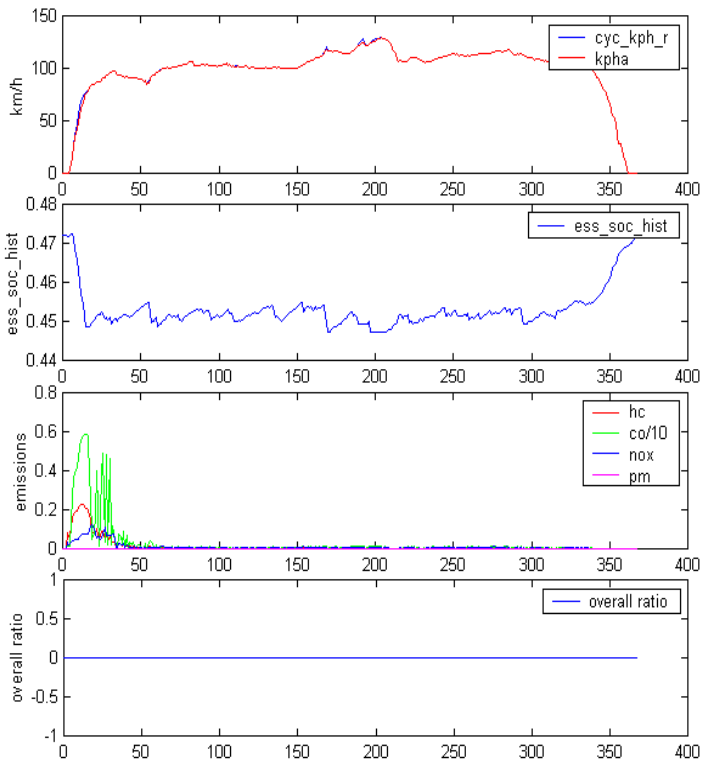 150
100
50
0
km/h
cyc_kph_r
kpha
0 50 100 150 200 250 300 350 400
0.48
0.47
0.46
0.45
0.44
ess_soc_hist
ess_soc_hist
0 50 100 150 200 250 300 350 400
0.8
0.6
0.4
0.2
0
emissions
hc
co/10
nox
pm
0 50 100 150 200 250 300 350 400
1
0.5
0
-0.5
-1
overall ratio
overall ratio
0 50 100 150 200 250 300 350 400